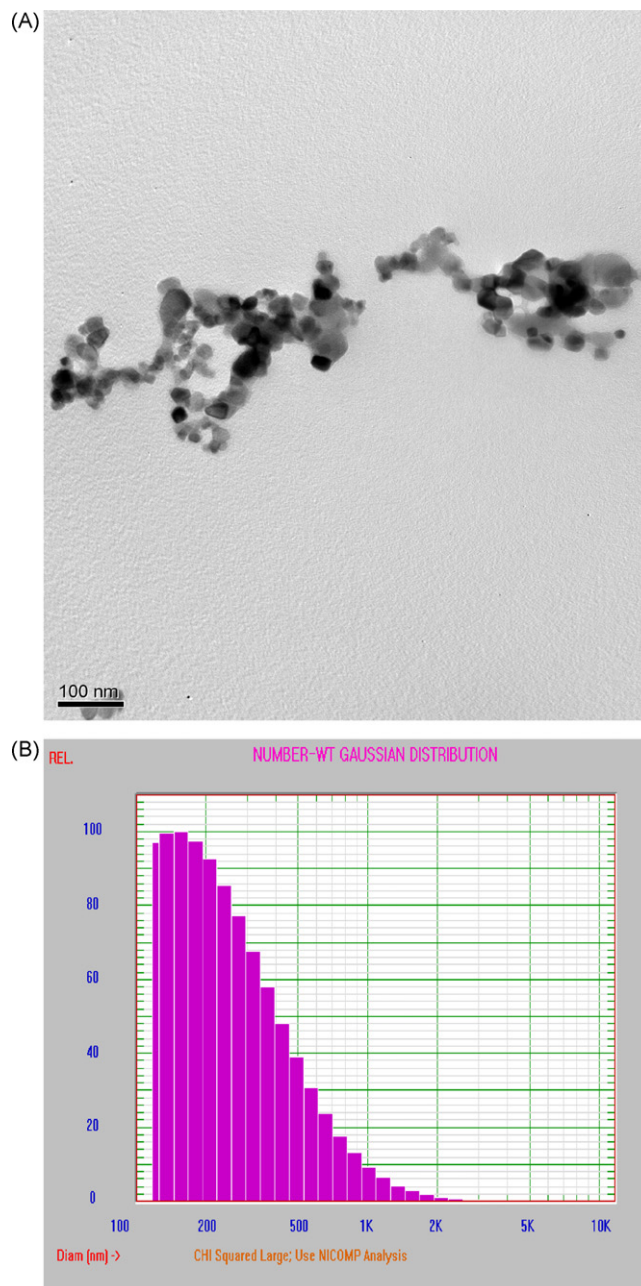 (A)
100 nm
(B)
REL.
NUMBER-WT GAUSSIAN DISTRIBUTION
100
80
60
40
20
0
100 200 500 1K 2K 5K 10K
Diam (nm) -> CHI Squared Large; Use NICOMP Analysis